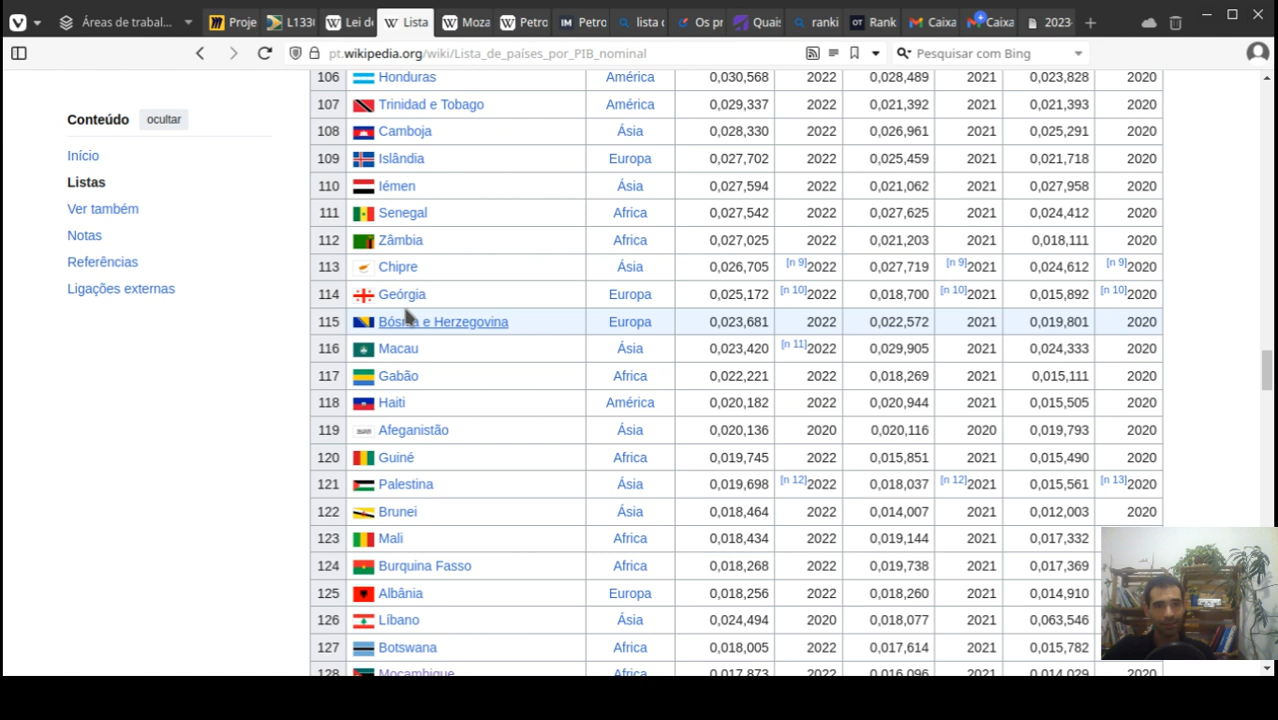 Áreas de trabal...
Proje
L133
Lei de
Lista
Moza
Petro
Petro
lista d
Os pr
Quais
ranki
Rank
Caixa
Caixa
2023-
pt.wikipedia.org/wiki/Lista_de_países_por_PIB_nominal
Pesquisar com Bing
Conteúdo ocultar
Início
Listas
Ver também
Notas
Referências
Ligações externas
106 Honduras América 0,030,568 2022 0,028,489 2021 0,023,828 2020
107 Trinidad e Tobago América 0,029,337 2022 0,021,392 2021 0,021,393 2020
108 Camboja Ásia 0,028,330 2022 0,026,961 2021 0,025,291 2020
109 Islândia Europa 0,027,702 2022 0,025,459 2021 0,021,718 2020
110 Iémen Ásia 0,027,594 2022 0,021,062 2021 0,027,958 2020
111 Senegal Africa 0,027,542 2022 0,027,625 2021 0,024,412 2020
112 Zâmbia Africa 0,027,025 2022 0,021,203 2021 0,018,111 2020
113 Chipre Ásia 0,026,705 [n 9]2022 0,027,719 [n 9]2021 0,024,612 [n 9]2020
114 Geórgia Europa 0,025,172 [n 10]2022 0,018,700 [n 10]2021 0,015,892 [n 10]2020
115 Bósnia e Herzegovina Europa 0,023,681 2022 0,022,572 2021 0,019,801 2020
116 Macau Ásia 0,023,420 [n 11]2022 0,029,905 2021 0,024,333 2020
117 Gabão Africa 0,022,221 2022 0,018,269 2021 0,015,111 2020
118 Haiti América 0,020,182 2022 0,020,944 2021 0,015,505 2020
119 Afeganistão Ásia 0,020,136 2020 0,020,116 2020 0,019,793 2020
120 Guiné Africa 0,019,745 2022 0,015,851 2021 0,015,490 2020
121 Palestina Ásia 0,019,698 [n 12]2022 0,018,037 [n 12]2021 0,015,561 [n 13]2020
122 Brunei Ásia 0,018,464 2022 0,014,007 2021 0,012,003 2020
123 Mali Africa 0,018,434 2022 0,019,144 2021 0,017,332
124 Burquina Fasso Africa 0,018,268 2022 0,019,738 2021 0,017,369
125 Albânia Europa 0,018,256 2022 0,018,260 2021 0,014,910
126 Líbano Ásia 0,024,494 2020 0,018,077 2021 0,063,546
127 Botswana Africa 0,018,005 2022 0,017,614 2021 0,015,782
128 Moçambique Africa 0,017,873 2022 0,016,096 2021 0,014,029 2020